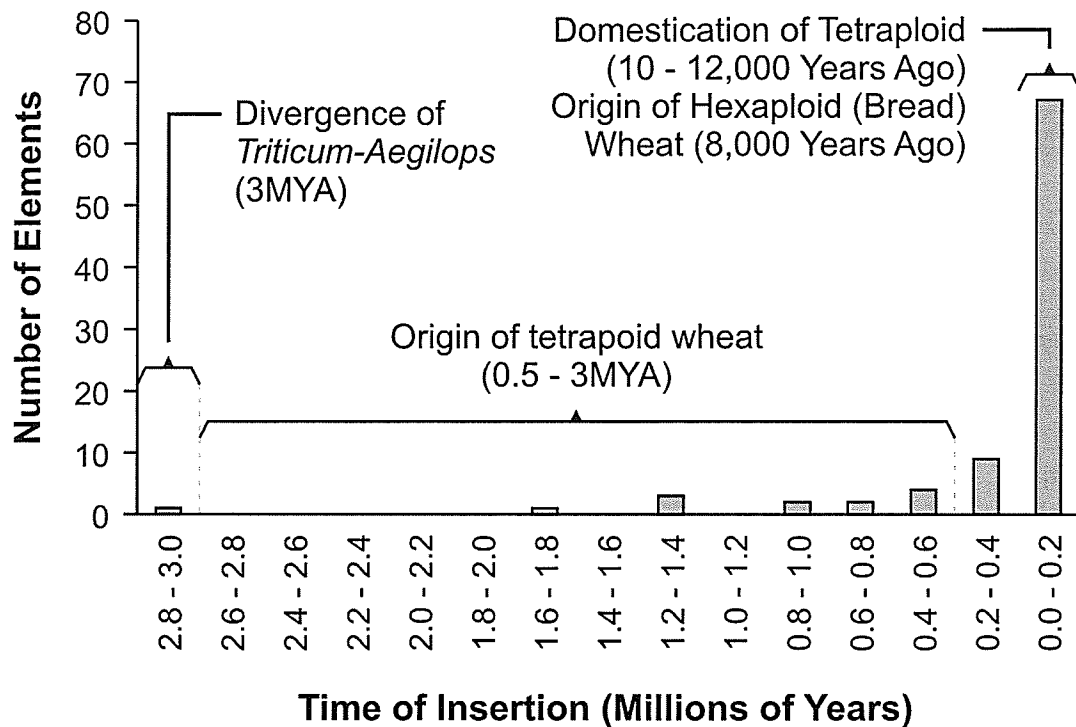 80
70
60
50
40
30
20
10
0
Number of Elements
Divergence of
Triticum-Aegilops
(3MYA)
Domestication of Tetraploid
(10 - 12,000 Years Ago)
Origin of Hexaploid (Bread)
Wheat (8,000 Years Ago)
Origin of tetrapoid wheat
(0.5 - 3MYA)
2.8 - 3.0
2.6 - 2.8
2.4 - 2.6
2.2 - 2.4
2.0 - 2.2
1.8 - 2.0
1.6 - 1.8
1.4 - 1.6
1.2 - 1.4
1.0 - 1.2
0.8 - 1.0
0.6 - 0.8
0.4 - 0.6
0.2 - 0.4
0.0 - 0.2
Time of Insertion (Millions of Years)